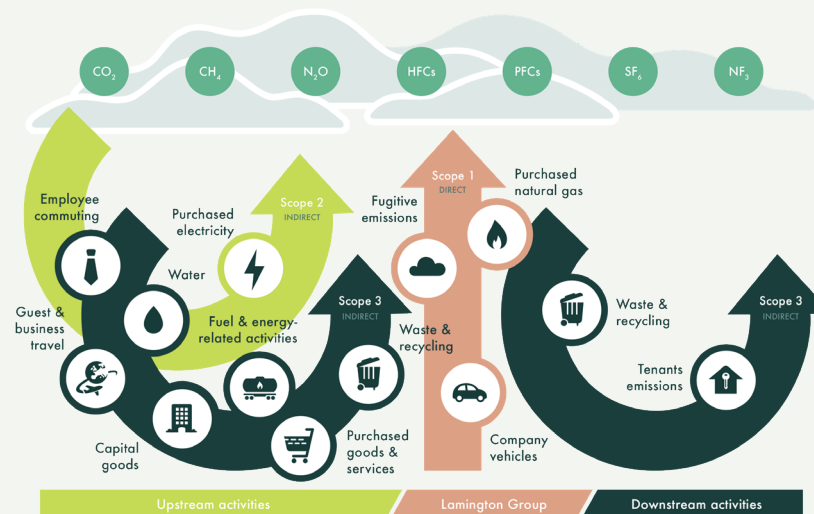 CO₂
CH₄
N₂O
HFCs
PFCs
SF₆
NF₃
Employee
commuting
Purchased
electricity
Scope 2
INDIRECT
Fugitive
emissions
Scope 1
DIRECT
Purchased
natural gas
Water
Guest &
business
travel
Fuel & energy-
related activities
Scope 3
INDIRECT
Waste &
recycling
Waste &
recycling
Scope 3
INDIRECT
Tenants
emissions
Capital
goods
Purchased
goods &
services
Company
vehicles
Upstream activities
Lamington Group
Downstream activities